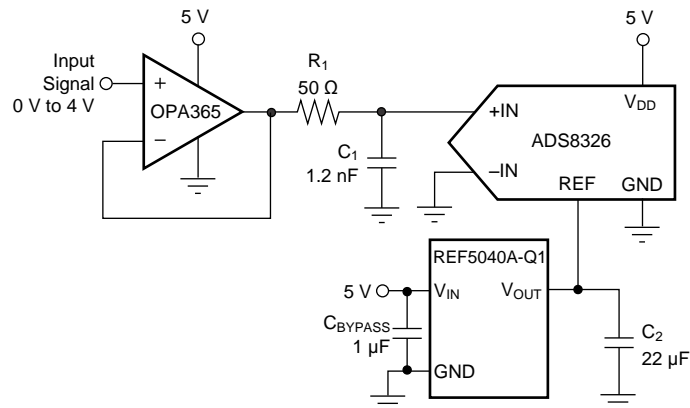 5 V
Input
Signal
0 V to 4 V
+
−
OPA365
R1
50 Ω
C1
1.2 nF
5 V
VDD
+IN
ADS8326
−IN
REF
GND
REF5040A-Q1
5 V
VIN
VOUT
CBYPASS
1 µF
GND
C2
22 µF